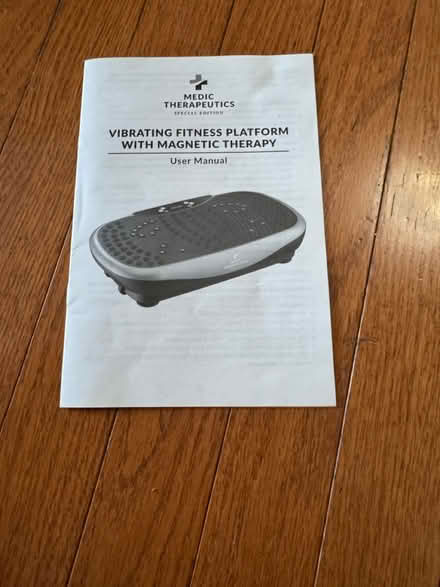 MEDIC
THERAPEUTICS
SPECIAL EDITION
VIBRATING FITNESS PLATFORM
WITH MAGNETIC THERAPY
User Manual